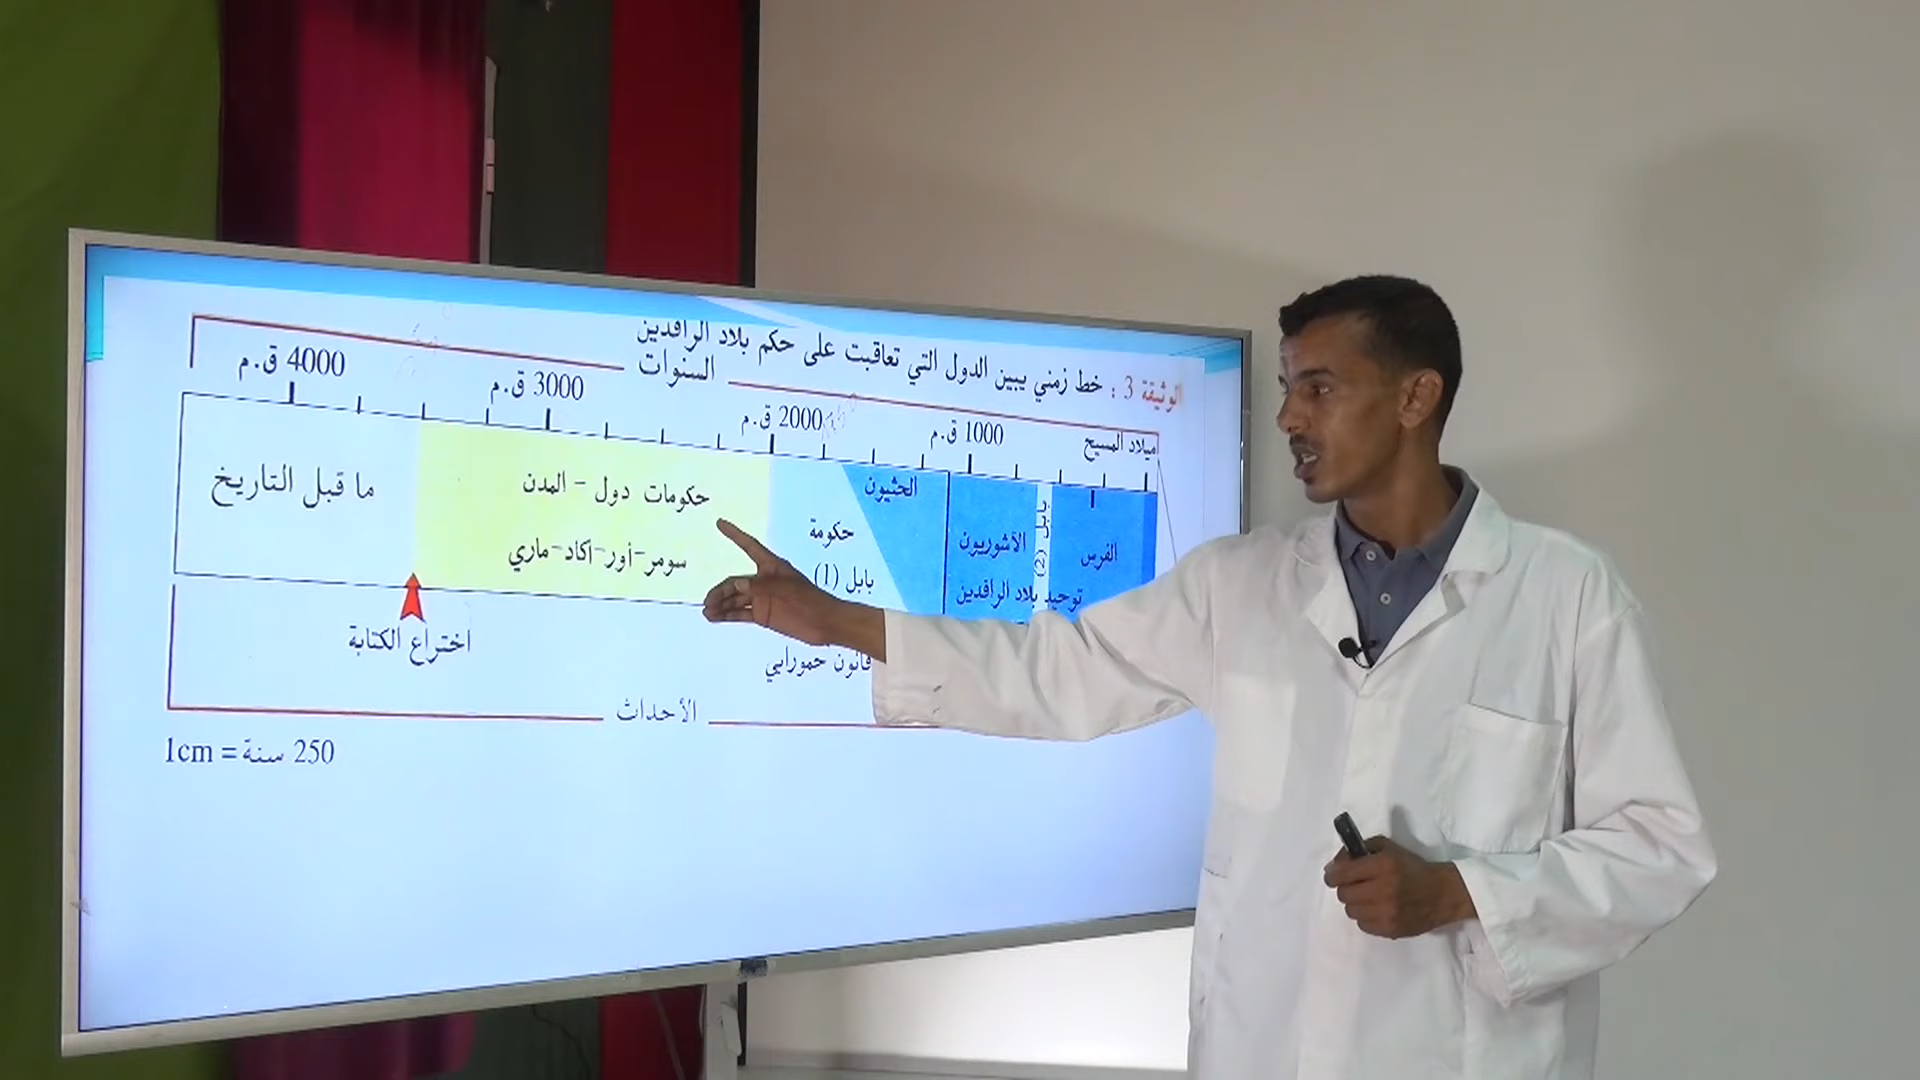 الوثيقة 3 : خط زمني يبين الدول التي تعاقبت على حكم بلاد الرافدين
السنوات
4000 ق.م
3000 ق.م
2000 ق.م
1000 ق.م
ميلاد المسيح
ما قبل التاريخ
حكومات دول - المدن
سومر-أور-اكاد-ماري
حكومة
بابل (1)
الحثيون
الآشوريون
بابل (2)
الفرس
توحيد بلاد الرافدين
اختراع الكتابة
قانون حمورابي
الأحداث
1cm = 250 سنة